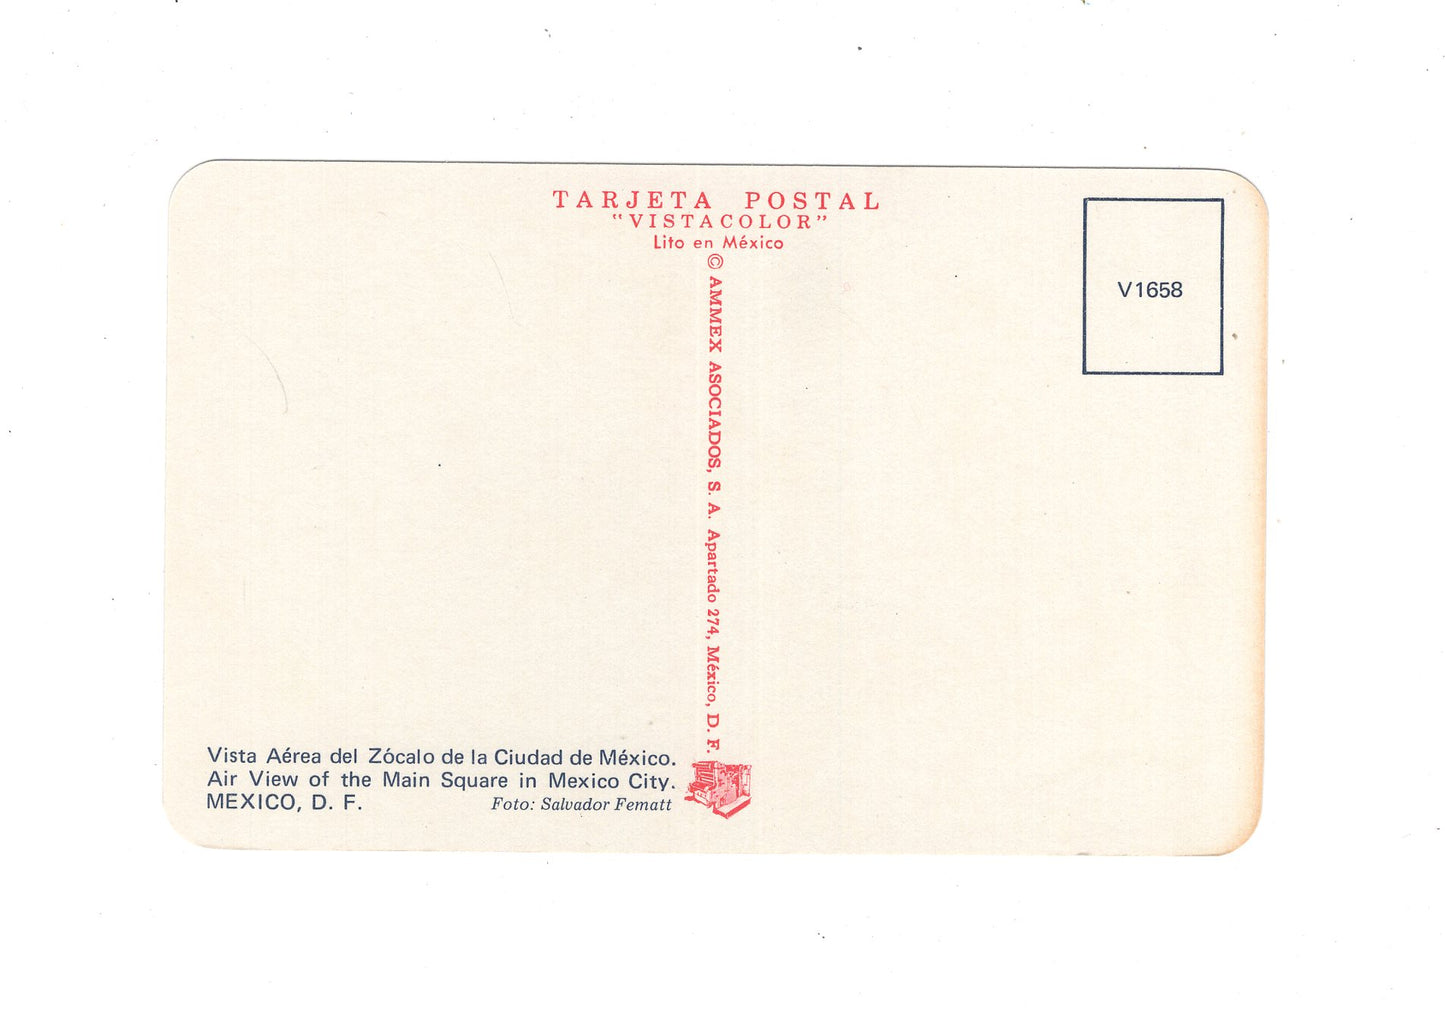 TARJETA POSTAL
"VISTACOLOR"
Lito en México
© AMMEX ASOCIADOS, S. A. Apartado 274, México, D. F.
V1658
Vista Aérea del Zócalo de la Ciudad de México.
Air View of the Main Square in Mexico City.
MEXICO, D. F. Foto: Salvador Fematt